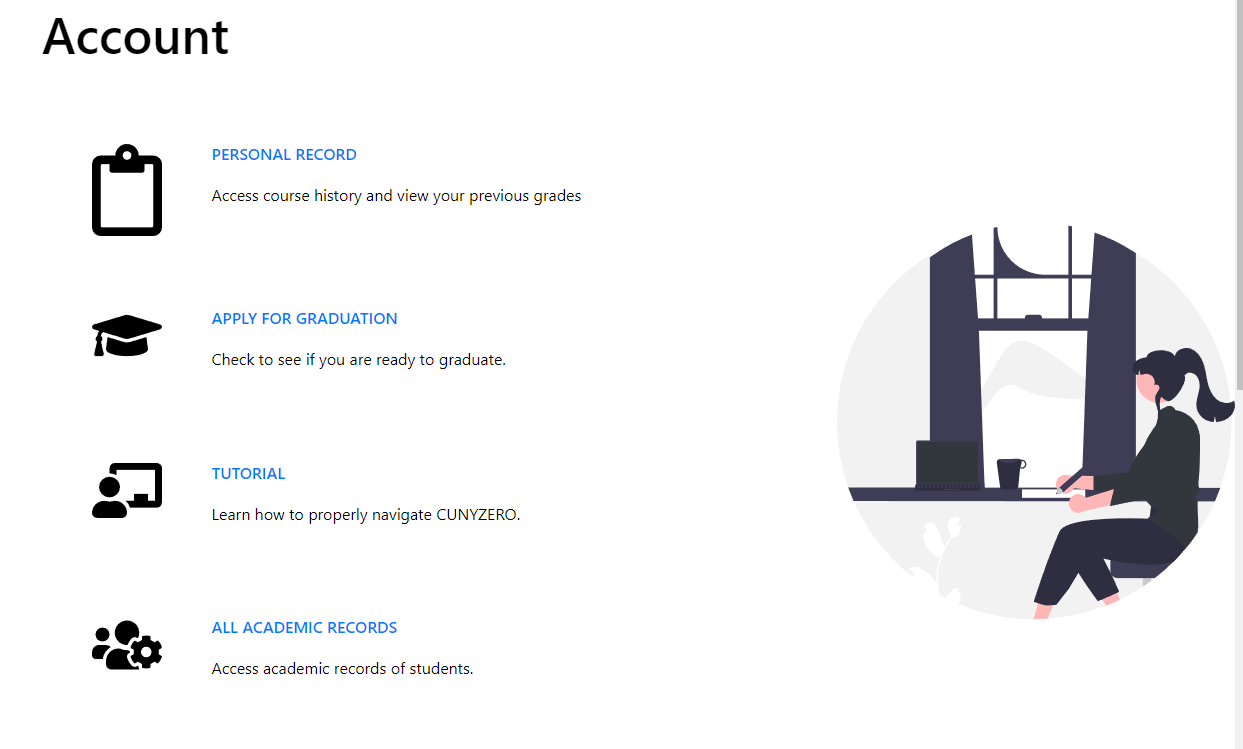 Account
PERSONAL RECORD
Access course history and view your previous grades
APPLY FOR GRADUATION
Check to see if you are ready to graduate.
TUTORIAL
Learn how to properly navigate CUNYZERO.
ALL ACADEMIC RECORDS
Access academic records of students.